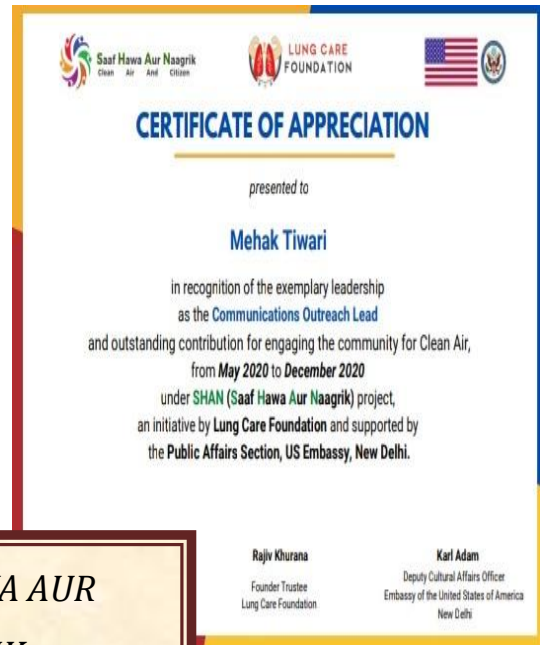 Saaf Hawa Aur Naagrik
Clean Air And Citizen
LUNG CARE
FOUNDATION
CERTIFICATE OF APPRECIATION
presented to
Mehak Tiwari
in recognition of the exemplary leadership
as the Communications Outreach Lead
and outstanding contribution for engaging the community for Clean Air,
from May 2020 to December 2020
under SHAN (Saaf Hawa Aur Naagrik) project,
an initiative by Lung Care Foundation and supported by
the Public Affairs Section, US Embassy, New Delhi.
Rajiv Khurana
Founder Trustee
Lung Care Foundation
Karl Adam
Deputy Cultural Affairs Officer
Embassy of the United States of America
New Delhi
A AUR